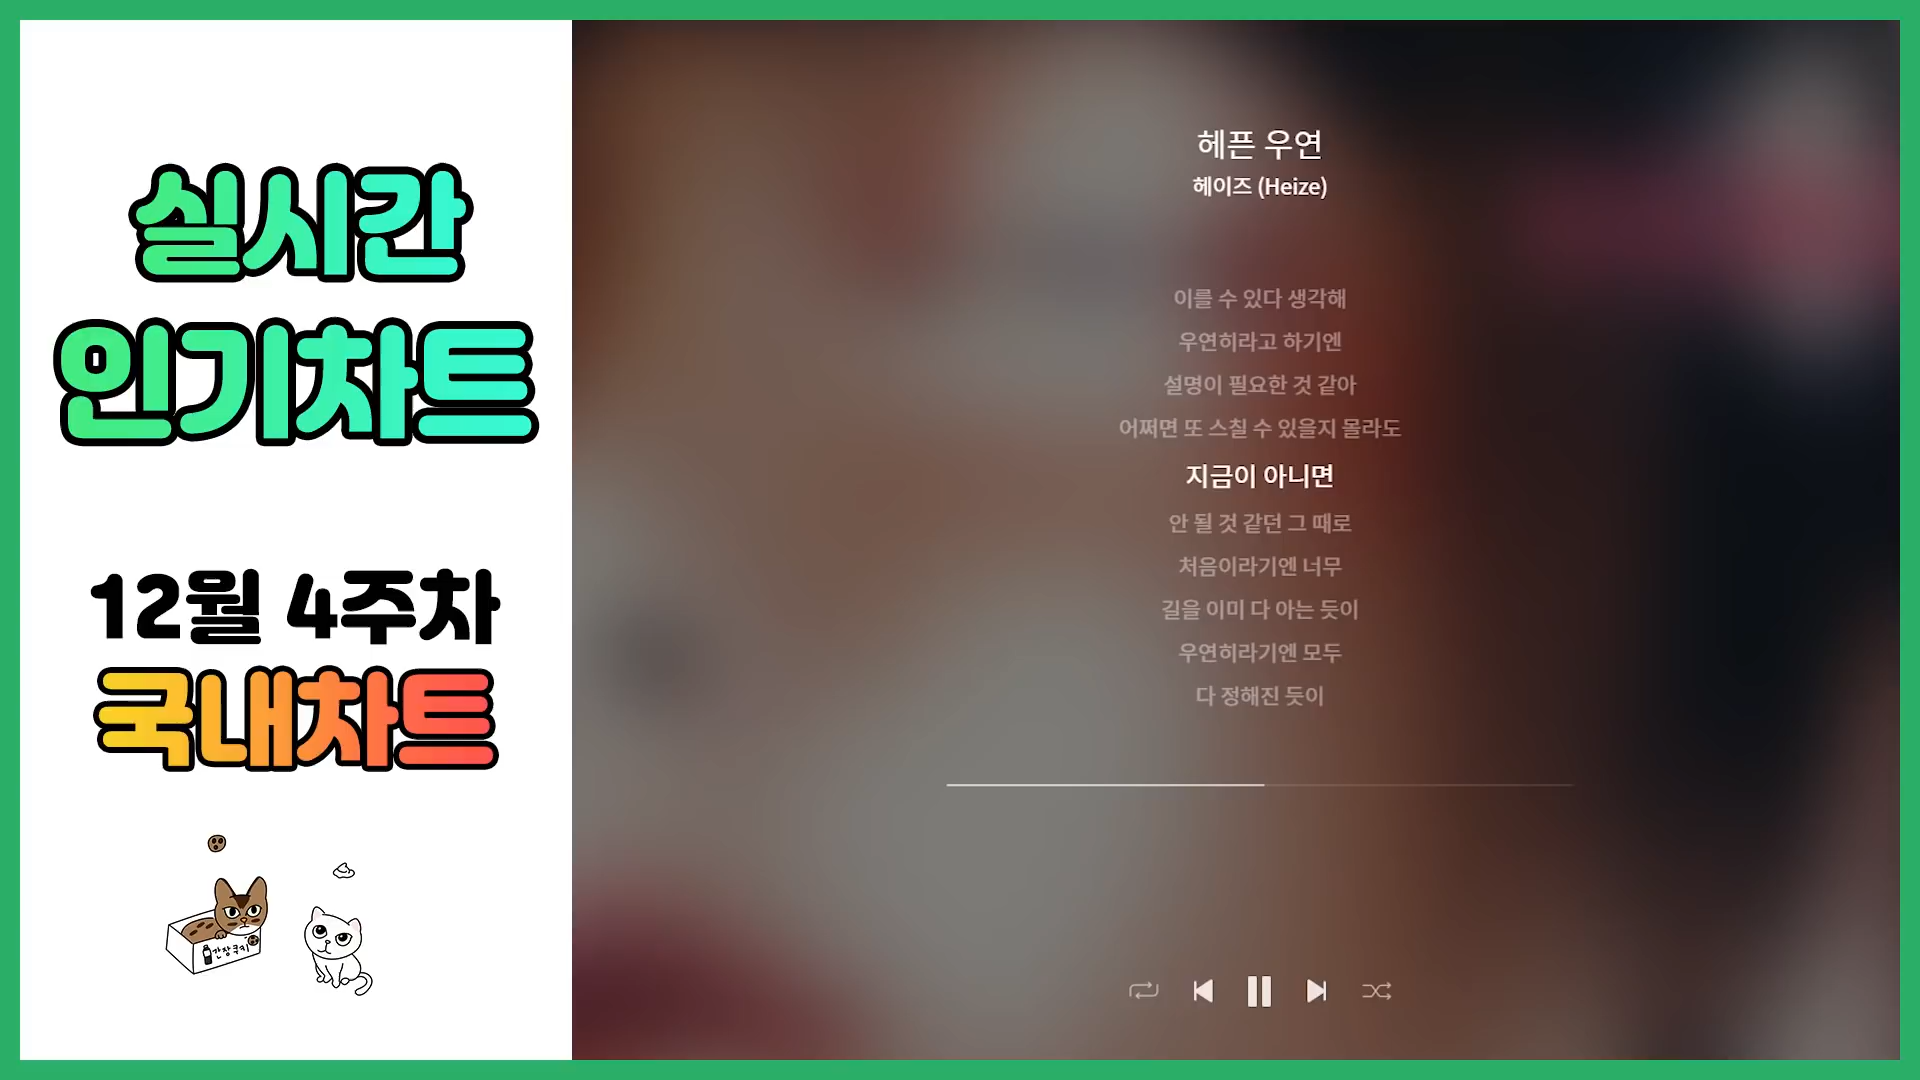 실시간
인기차트
12월 4주차
국내차트
간장쿠키
헤픈 우연
헤이즈 (Heize)
이를 수 있다 생각해
우연히라고 하기엔
설명이 필요한 것 같아
어쩌면 또 스칠 수 있을지 몰라도
지금이 아니면
안 될 것 같던 그 때로
처음이라기엔 너무
길을 이미 다 아는 듯이
우연히라기엔 모두
다 정해진 듯이